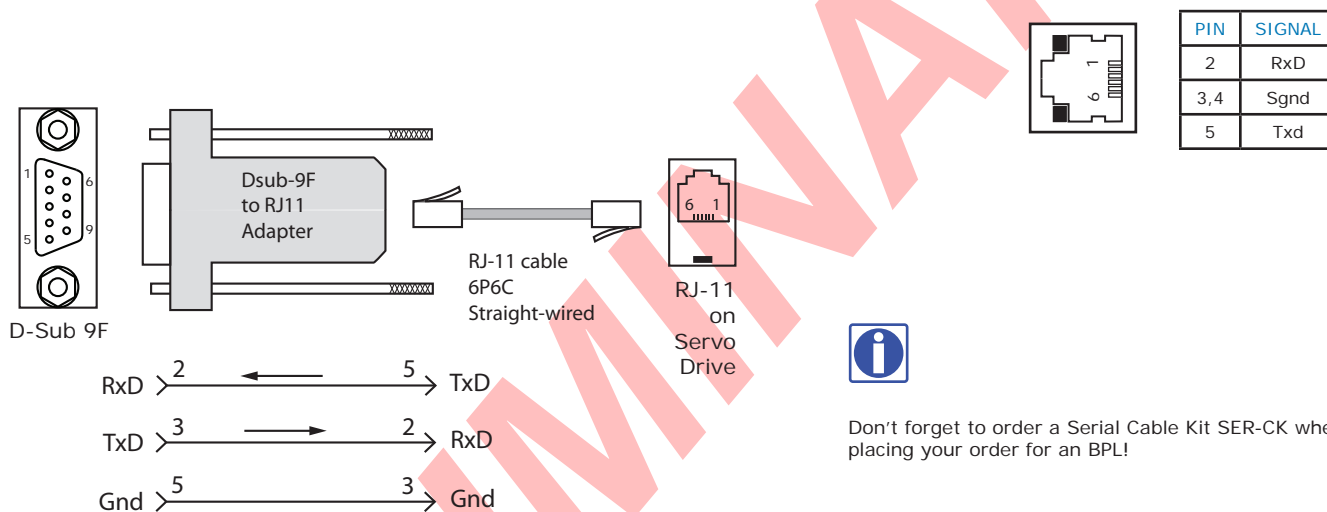 PIN SIGNAL
2 RxD
3,4 Sgnd
5 Txd
1
6
1
6
5
9
D-Sub 9F
Dsub-9F
to RJ11
Adapter
RJ-11 cable
6P6C
Straight-wired
6 1
RJ-11
on
Servo
Drive
RxD 2 5 TxD
TxD 3 2 RxD
Gnd 5 3 Gnd
Don't forget to order a Serial Cable Kit SER-CK whe
placing your order for an BPL!